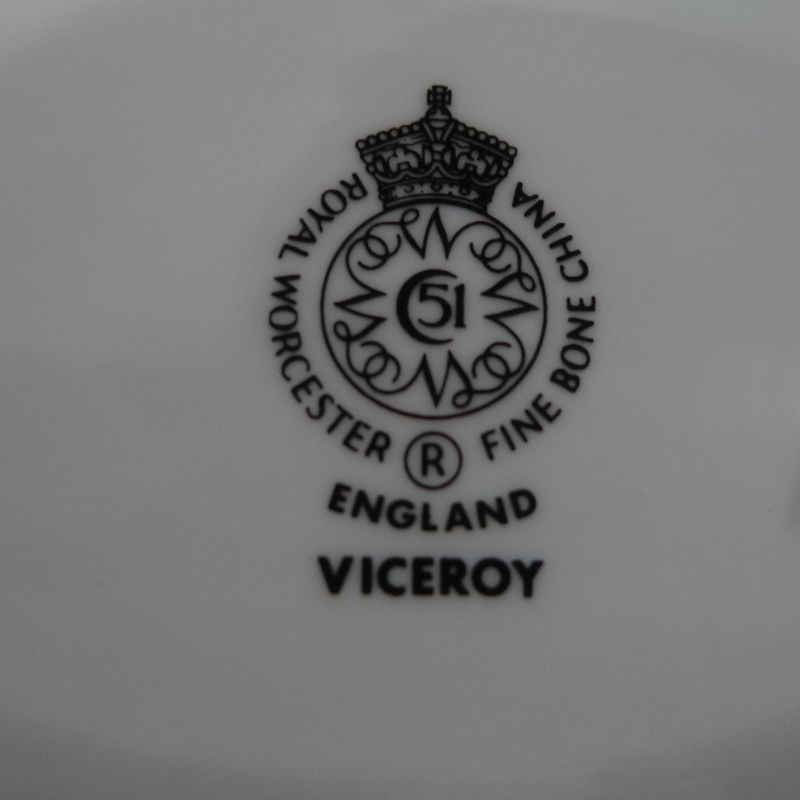 ROYAL WORCESTER FINE BONE CHINA
C51
®
ENGLAND
VICEROY